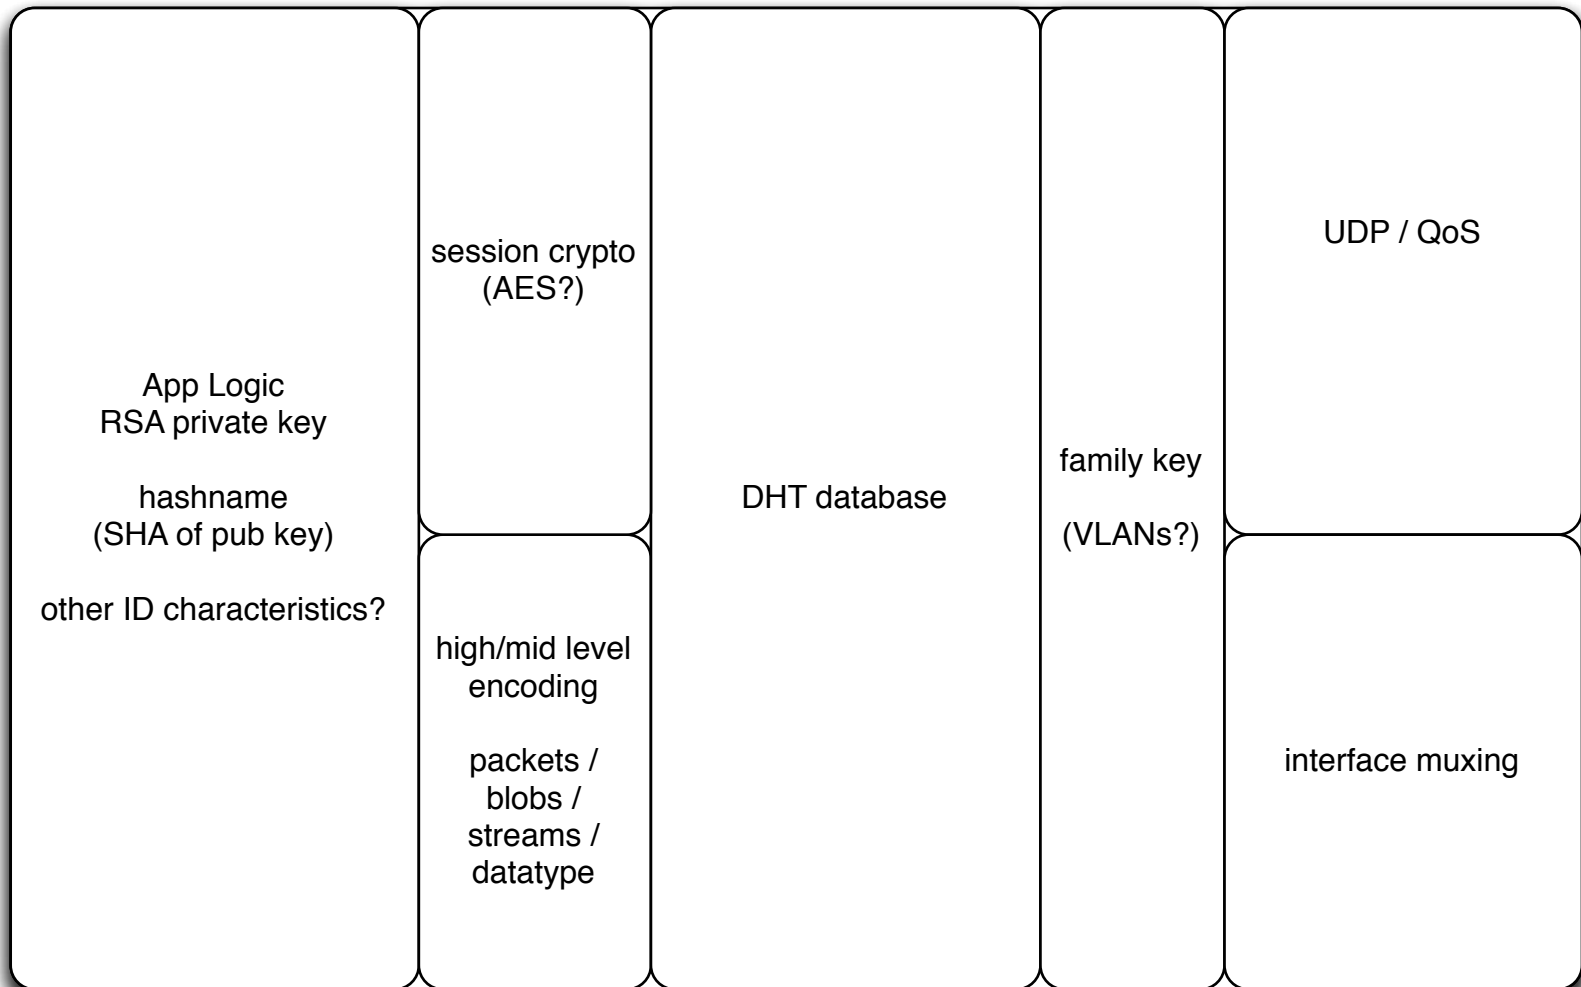 App Logic
RSA private key
hashname
(SHA of pub key)
other ID characteristics?
session crypto
(AES?)
high/mid level
encoding
packets /
blobs /
streams /
datatype
DHT database
family key
(VLANs?)
UDP / QoS
interface muxing